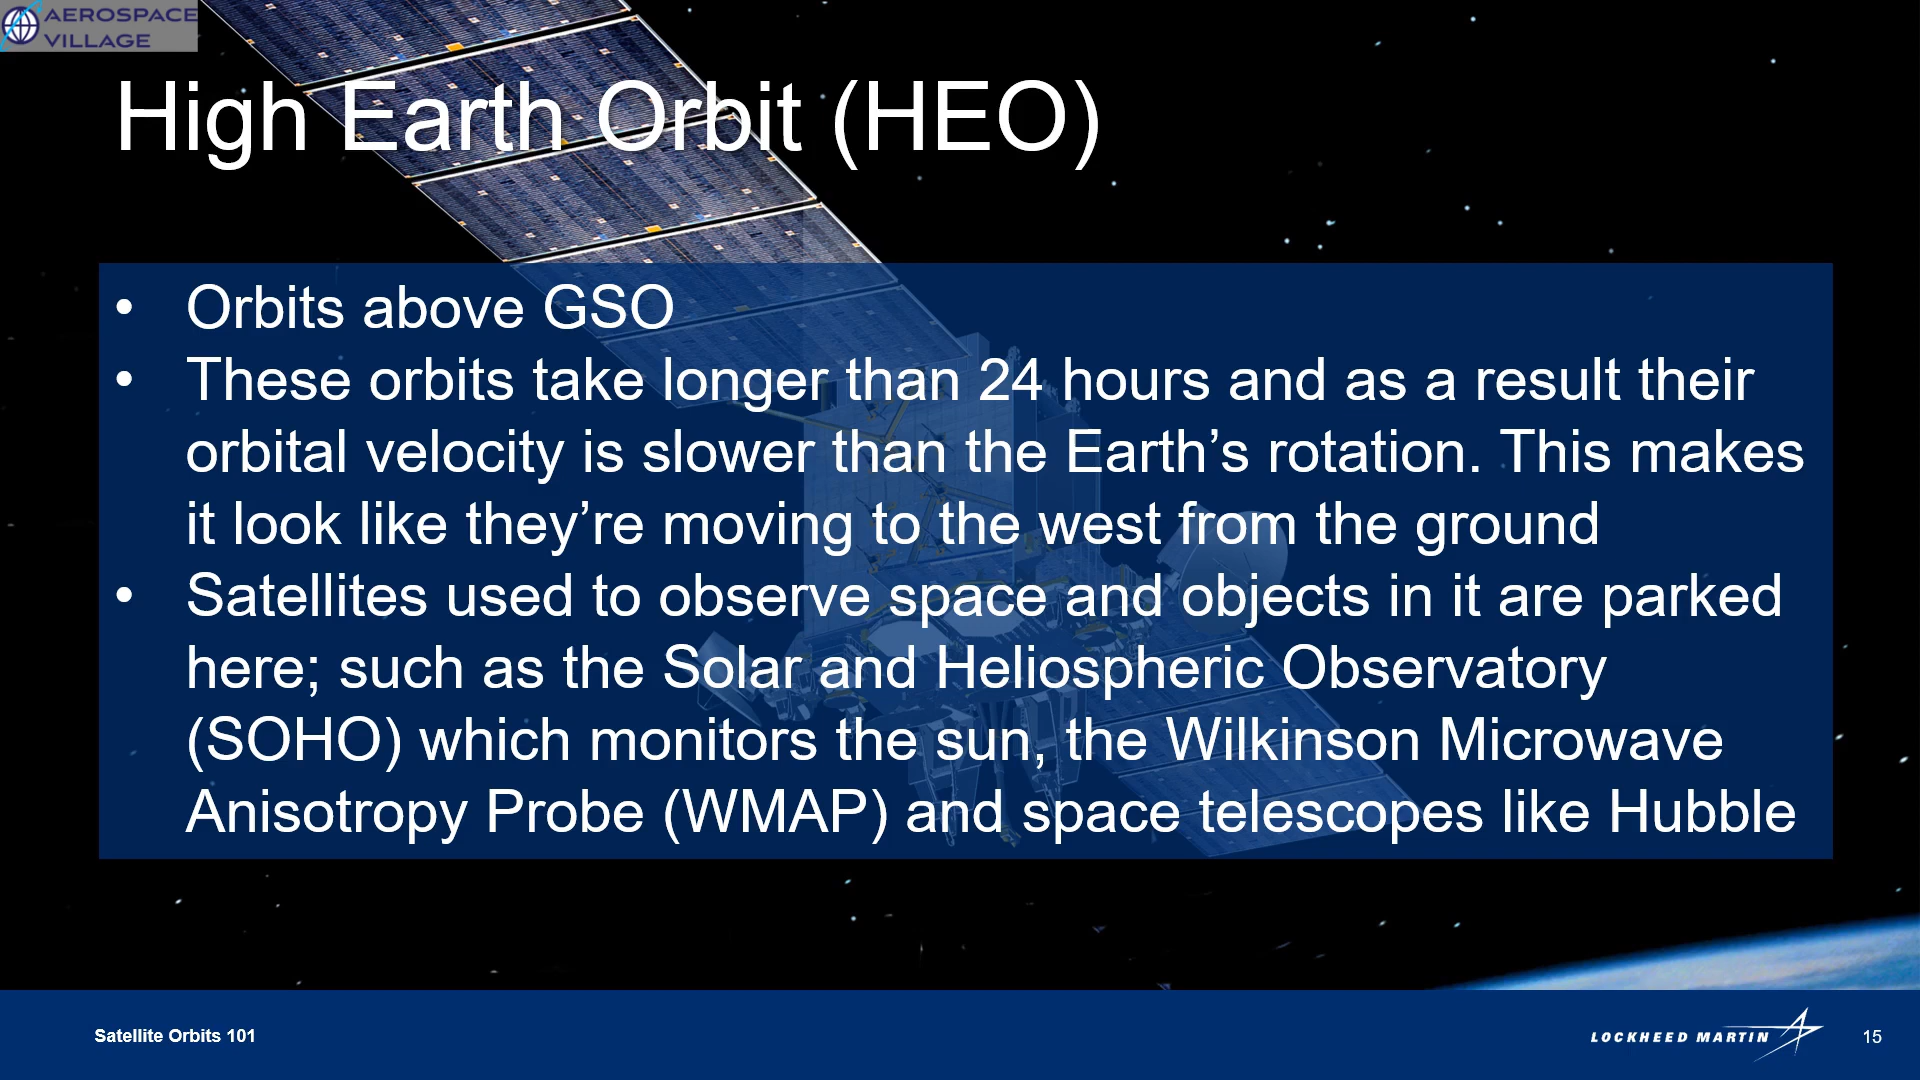 AEROSPACE
VILLAGE
High Earth Orbit (HEO)
• Orbits above GSO
• These orbits take longer than 24 hours and as a result their
orbital velocity is slower than the Earth’s rotation. This makes
it look like they’re moving to the west from the ground
• Satellites used to observe space and objects in it are parked
here; such as the Solar and Heliospheric Observatory
(SOHO) which monitors the sun, the Wilkinson Microwave
Anisotropy Probe (WMAP) and space telescopes like Hubble
Satellite Orbits 101
LOCKHEED MARTIN
15